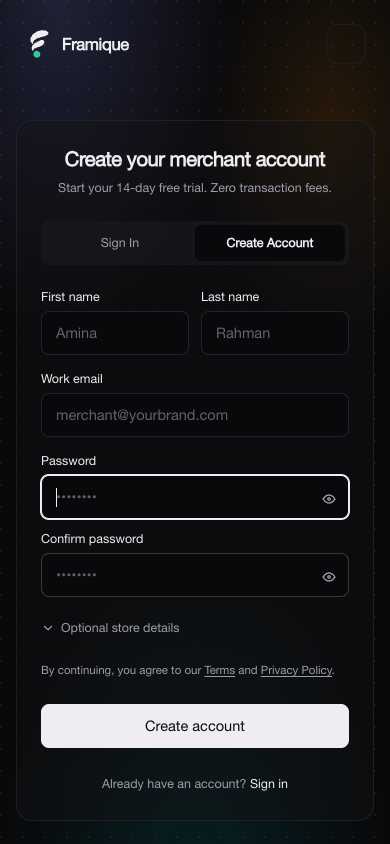 Framique
Create your merchant account
Start your 14-day free trial. Zero transaction fees.
Sign In
Create Account
First name
Last name
Amina
Rahman
Work email
merchant@yourbrand.com
Password
••••••••
Confirm password
••••••••
Optional store details
By continuing, you agree to our Terms and Privacy Policy.
Create account
Already have an account? Sign in